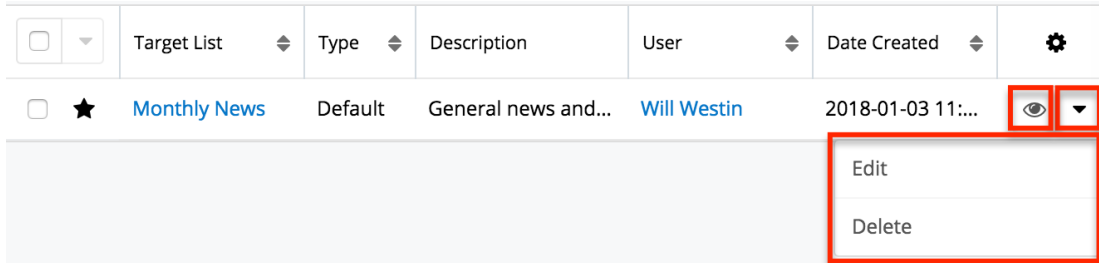 Target List Type Description User Date Created
Monthly News Default General news and... Will Westin 2018-01-03 11:...
Edit
Delete